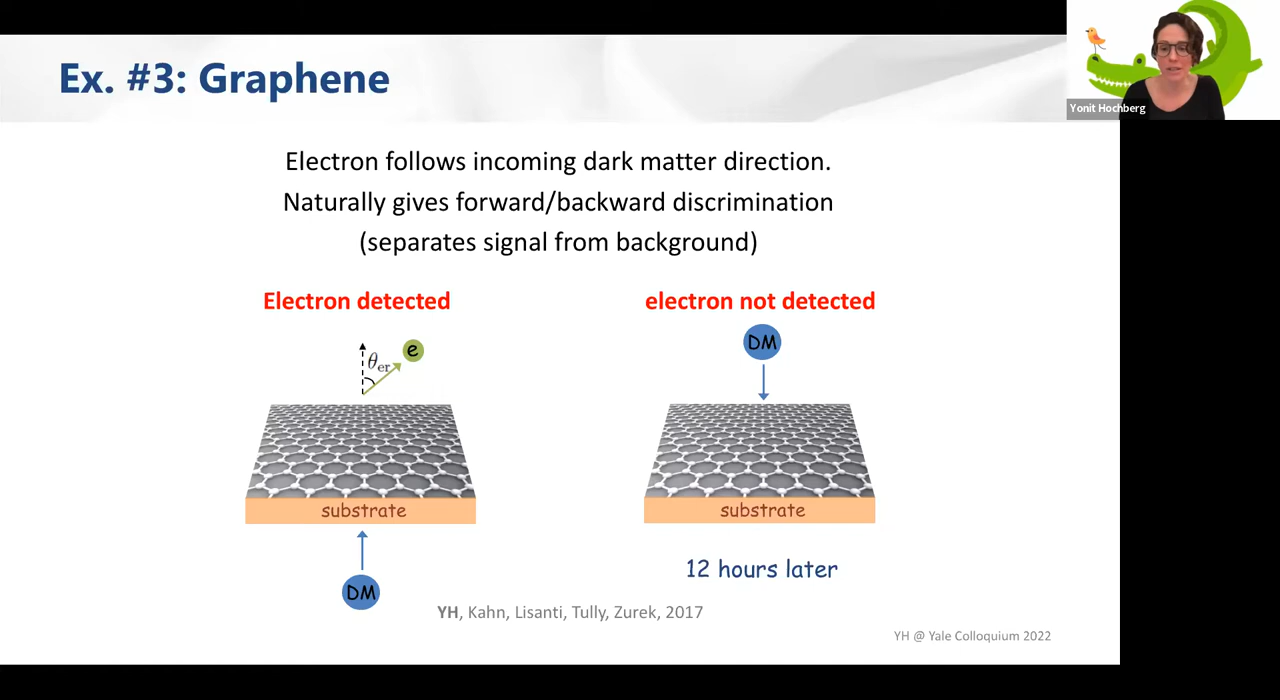 Ex. #3: Graphene
Yonit Hochberg
Electron follows incoming dark matter direction.
Naturally gives forward/backward discrimination
(separates signal from background)
Electron detected
electron not detected
θer
e
DM
substrate
substrate
DM
12 hours later
YH, Kahn, Lisanti, Tully, Zurek, 2017
YH @ Yale Colloquium 2022